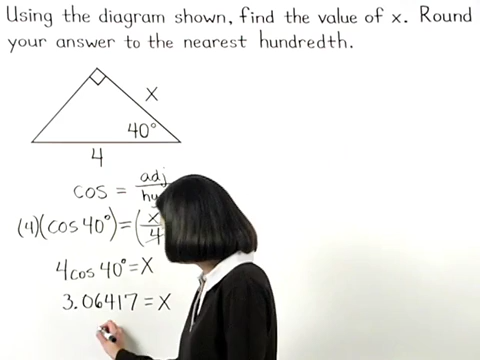 Using the diagram shown, find the value of x. Round
your answer to the nearest hundredth.
x
40°
4
cos = adj
(4)(cos 40°) = (x/4
4cos 40° = x
3.06417 = x